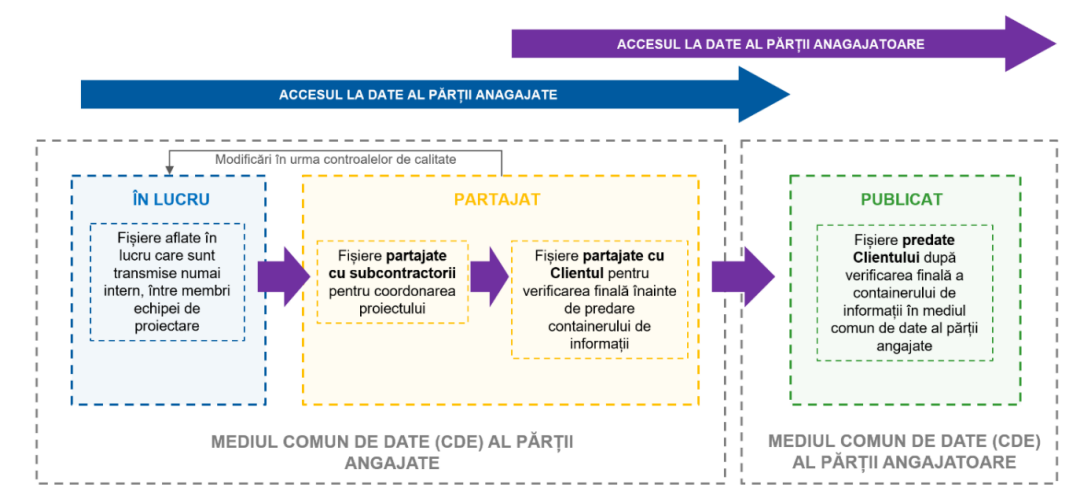 ACCESUL LA DATE AL PĂRȚII ANAGAJATOARE
ACCESUL LA DATE AL PĂRȚII ANAGAJATE
Modificări în urma controalelor de calitate
ÎN LUCRU
Fișiere aflate în
lucru care sunt
transmise numai
intern, între membri
echipei de
proiectare
PARTAJAT
Fișiere partajate
cu subcontractorii
pentru coordonarea
proiectului
Fișiere partajate cu
Clientul pentru
verificarea finală înainte
de predare
containerului de
informații
PUBLICAT
Fișiere predate
Clientului după
verificarea finală a
containerului de
informații în mediul
comun de date al părții
angajate
MEDIUL COMUN DE DATE (CDE) AL PĂRȚII
ANGAJATE
MEDIUL COMUN DE DATE (CDE)
AL PĂRȚII ANGAJATOARE